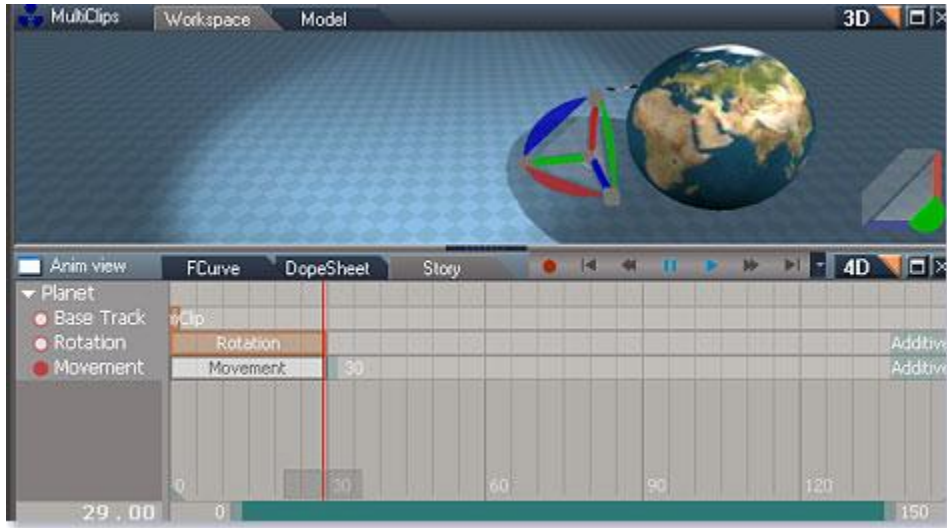 MultiClips Workspace Model 3D
Anim view FCurve DopeSheet Story 4D
Planet
Base Track Clip
Rotation Rotation Additive
Movement Movement 30 Additive
0 30 60 90 120
29.00 0 150